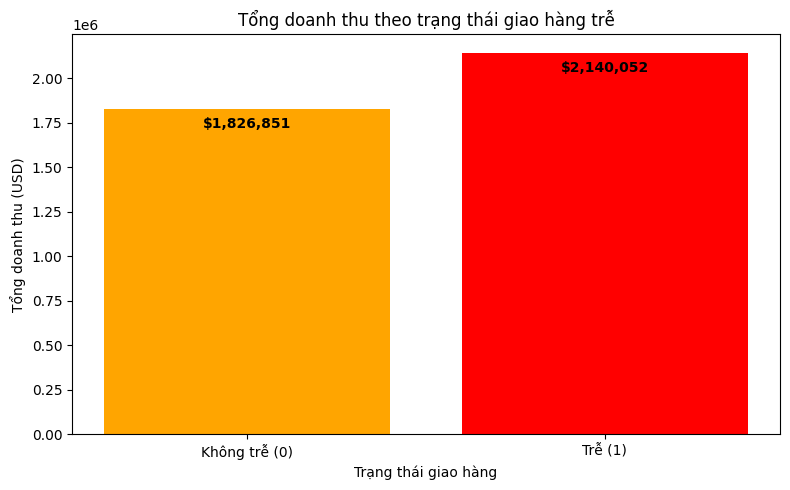 Tổng doanh thu theo trạng thái giao hàng trễ
1e6
$1,826,851
$2,140,052
2.00
1.75
1.50
1.25
1.00
0.75
0.50
0.25
0.00
Tổng doanh thu (USD)
Không trễ (0)
Trễ (1)
Trạng thái giao hàng